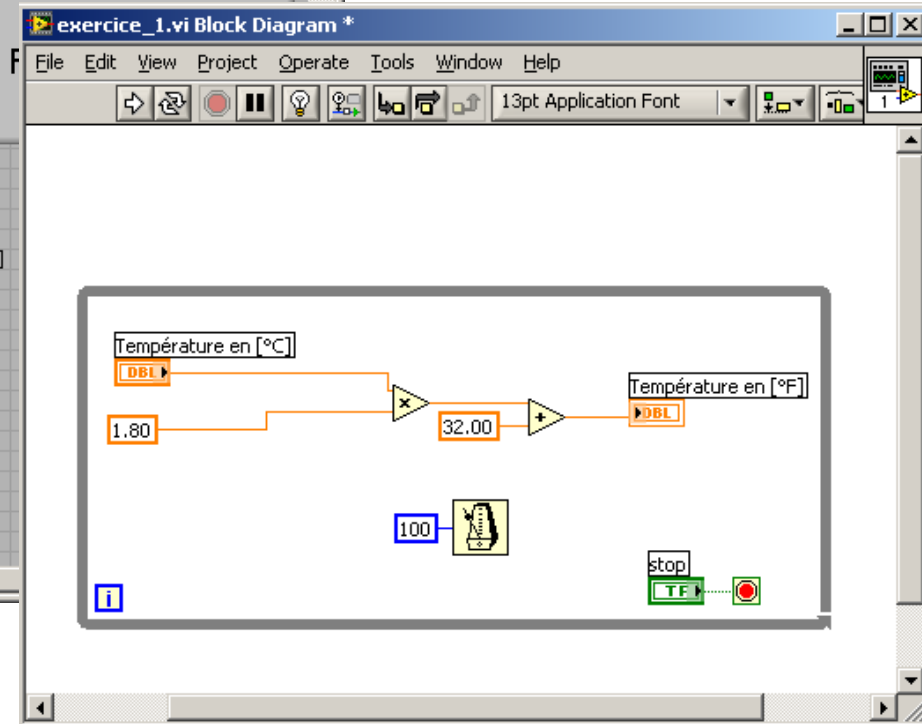 exercice_1.vi Block Diagram *
File Edit View Project Operate Tools Window Help
13pt Application Font
1
Température en [°C]
DBL
1.80
×
32.00
+
Température en [°F]
DBL
100
stop
TF
i